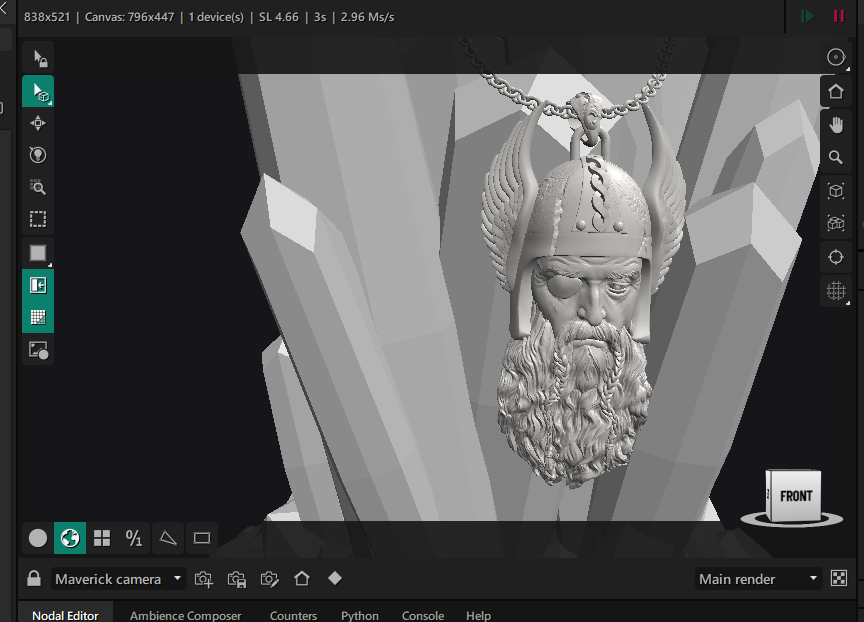 838x521 | Canvas: 796x447 | 1 device(s) | SL 4.66 | 3s | 2.96 Ms/s
FRONT
%1
Maverick camera
Main render
Nodal Editor Ambience Composer Counters Python Console Help